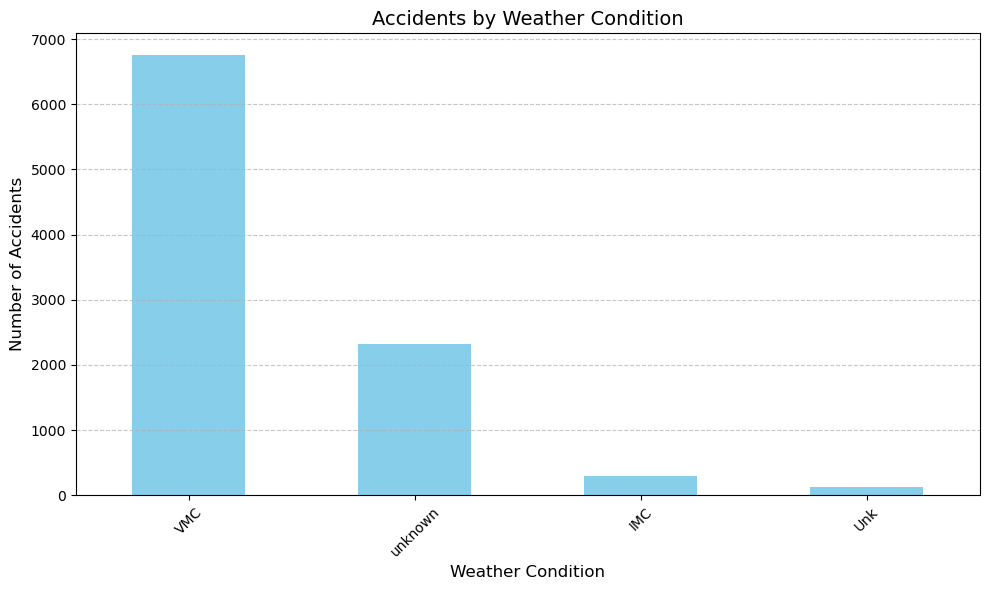 Accidents by Weather Condition
Number of Accidents
7000
6000
5000
4000
3000
2000
1000
0
VMC
unknown
IMC
Unk
Weather Condition